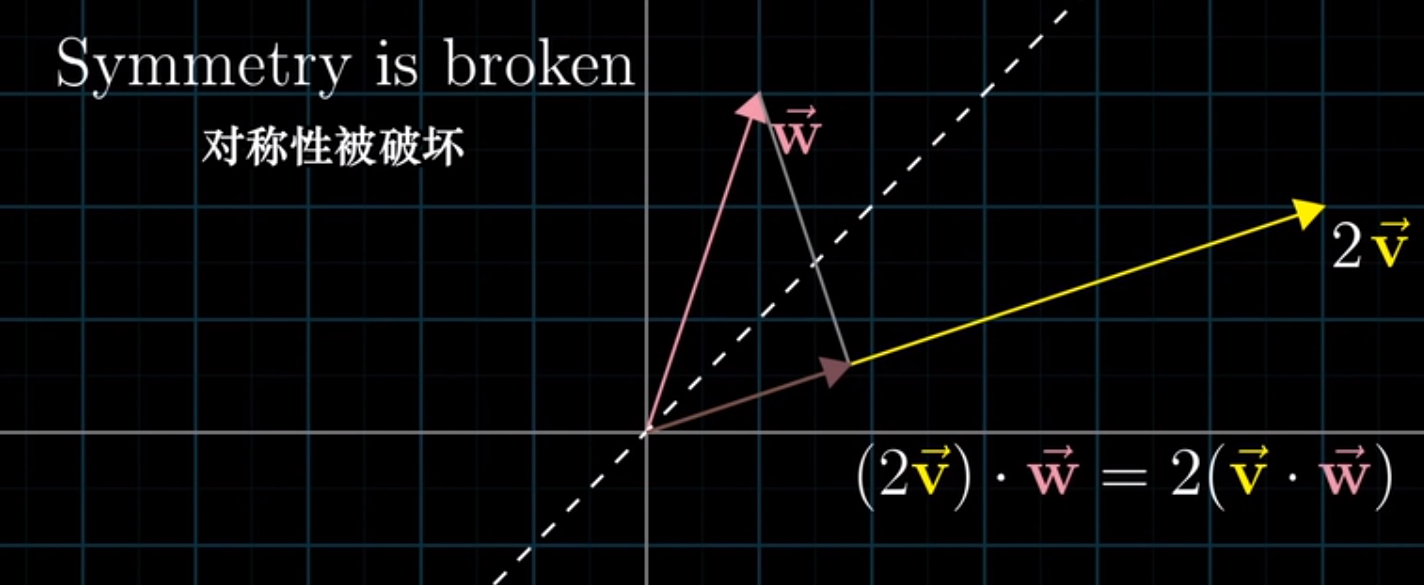 Symmetry is broken
对称性被破坏
w⃗
2v⃗
(2v⃗) · w⃗ = 2(v⃗ · w⃗)